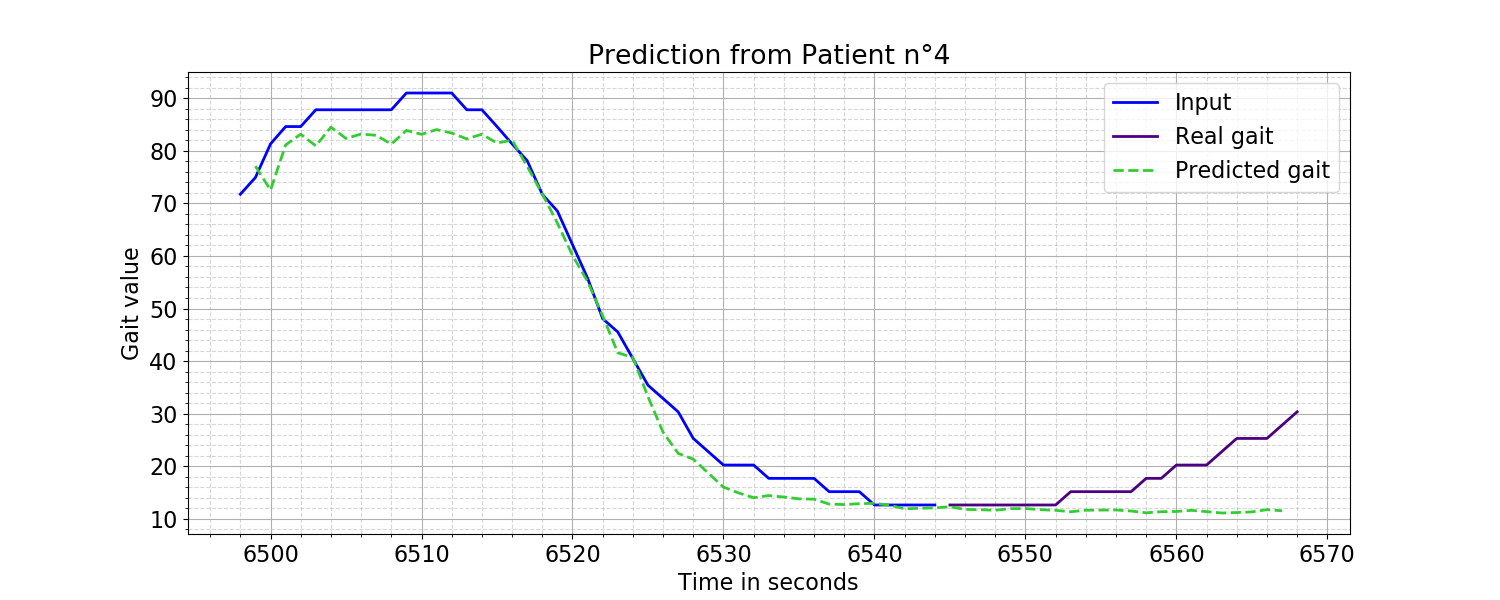 Prediction from Patient n°4
Input
Real gait
Predicted gait
Gait value
90
80
70
60
50
40
30
20
10
6500 6510 6520 6530 6540 6550 6560 6570
Time in seconds